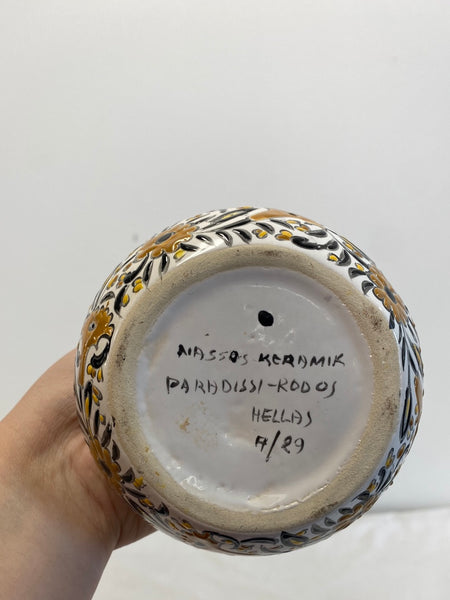 NASSOS KERAMIK
PARADISSI-RODOS
HELLAS
A/29